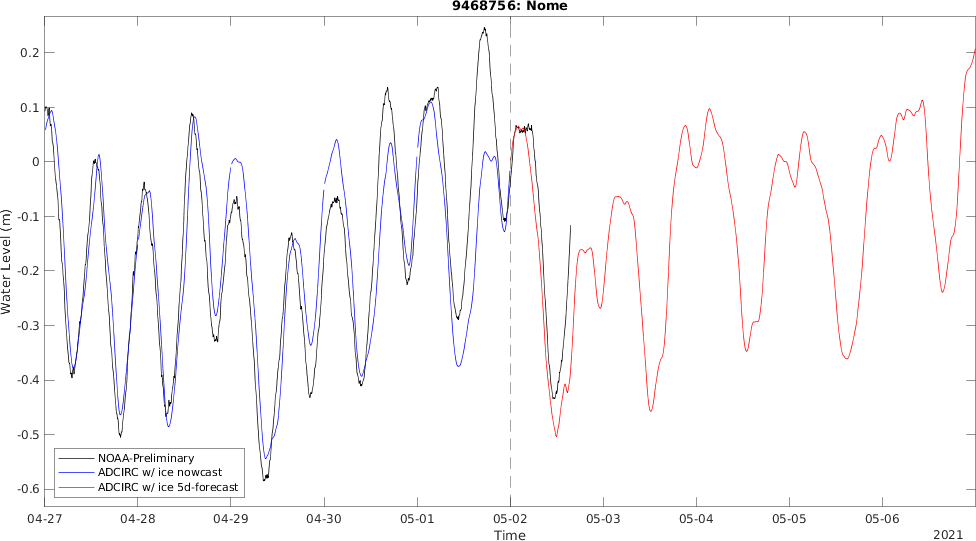 9468756: Nome
0.2
0.1
0
-0.1
-0.2
-0.3
-0.4
-0.5
-0.6
Water Level (m)
NOAA-Preliminary
ADCIRC w/ ice nowcast
ADCIRC w/ ice 5d-forecast
04-27 04-28 04-29 04-30 05-01 05-02 05-03 05-04 05-05 05-06
Time
2021